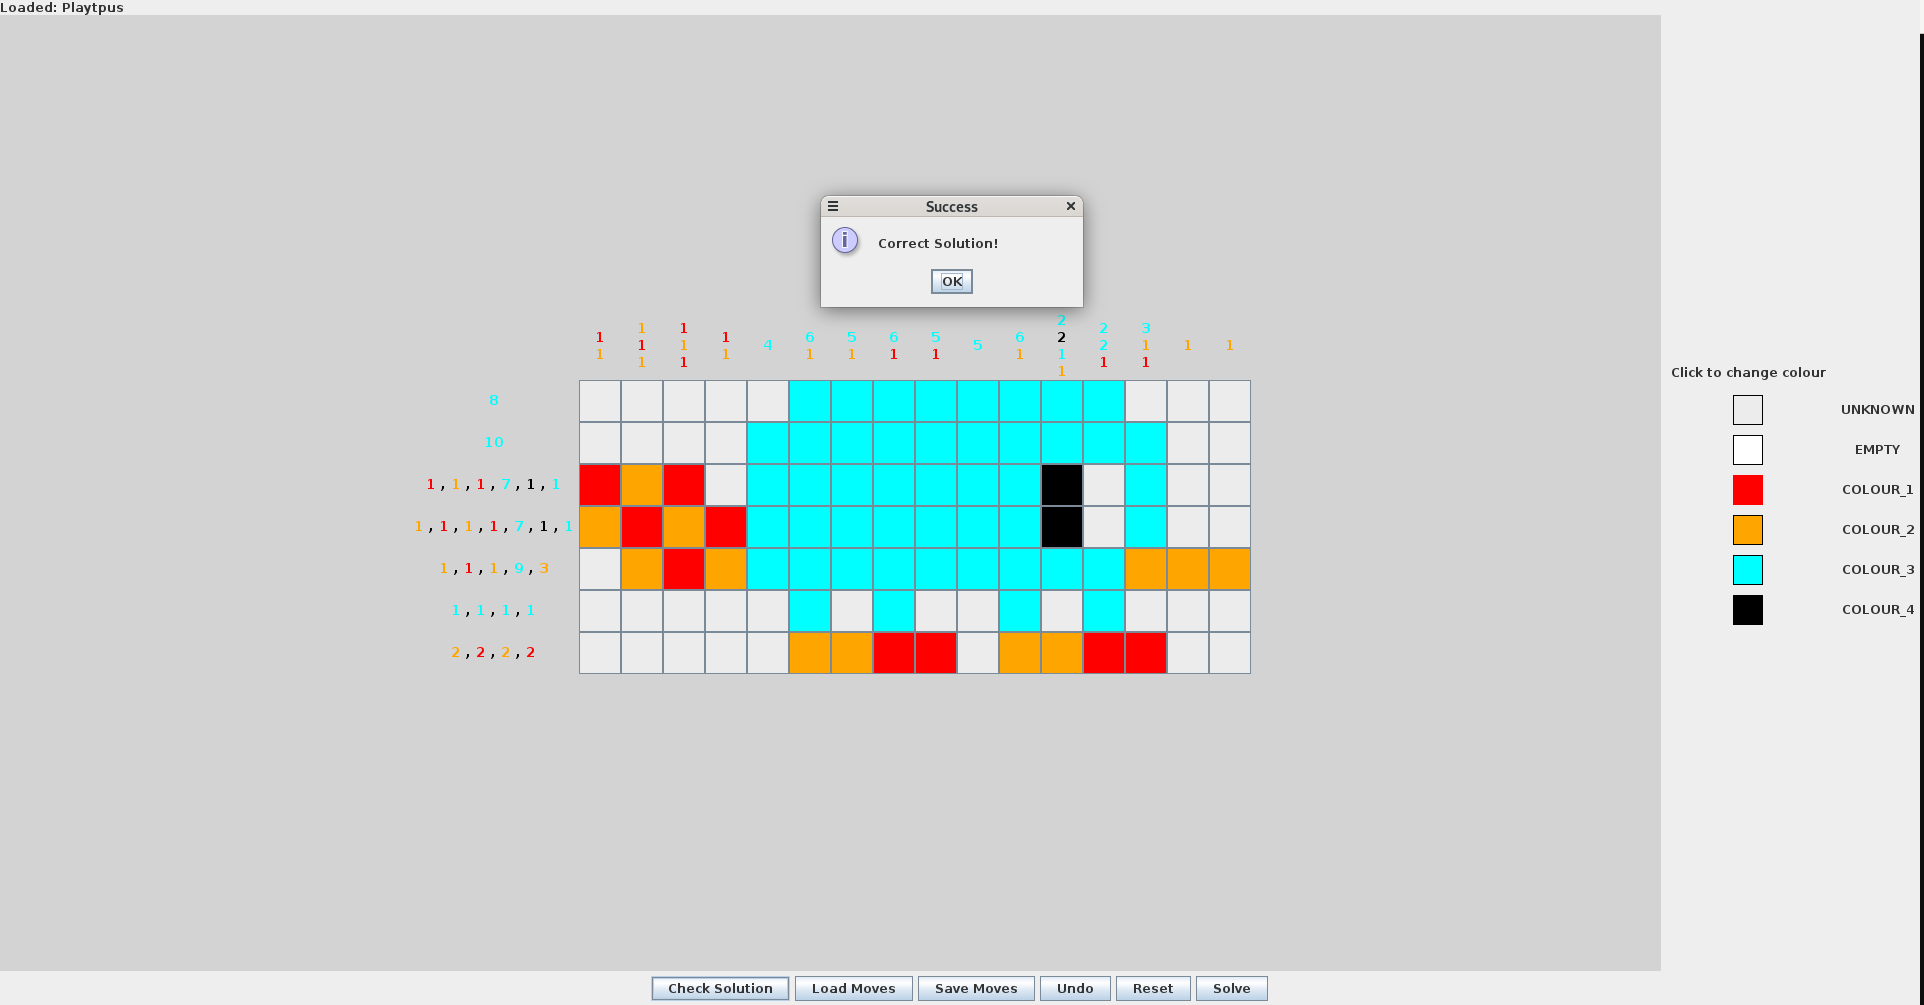 Loaded: Playtpus
Success
Correct Solution!
OK
2
1 1 2 2 3
1 1 1 1 6 5 6 5 6 2 2 1 1 1
1 1 1 1 4 1 1 1 1 5 1 1 1 1
1 1 1
Click to change colour
8
UNKNOWN
10
EMPTY
1 , 1 , 1 , 7 , 1 , 1
COLOUR_1
1 , 1 , 1 , 1 , 7 , 1 , 1
COLOUR_2
1 , 1 , 1 , 9 , 3
COLOUR_3
1 , 1 , 1 , 1
COLOUR_4
2 , 2 , 2 , 2
Check Solution
Load Moves
Save Moves
Undo
Reset
Solve